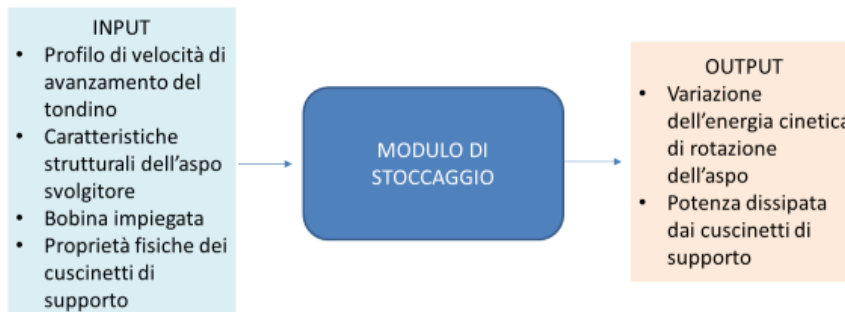 INPUT
• Profilo di velocità di
avanzamento del
tondino
• Caratteristiche
strutturali dell'aspo
svolgitore
• Bobina impiegata
• Proprietà fisiche dei
cuscinetti di
supporto
MODULO DI
STOCCAGGIO
OUTPUT
• Variazione
dell'energia cinetica
di rotazione
dell'aspo
• Potenza dissipata
dai cuscinetti di
supporto